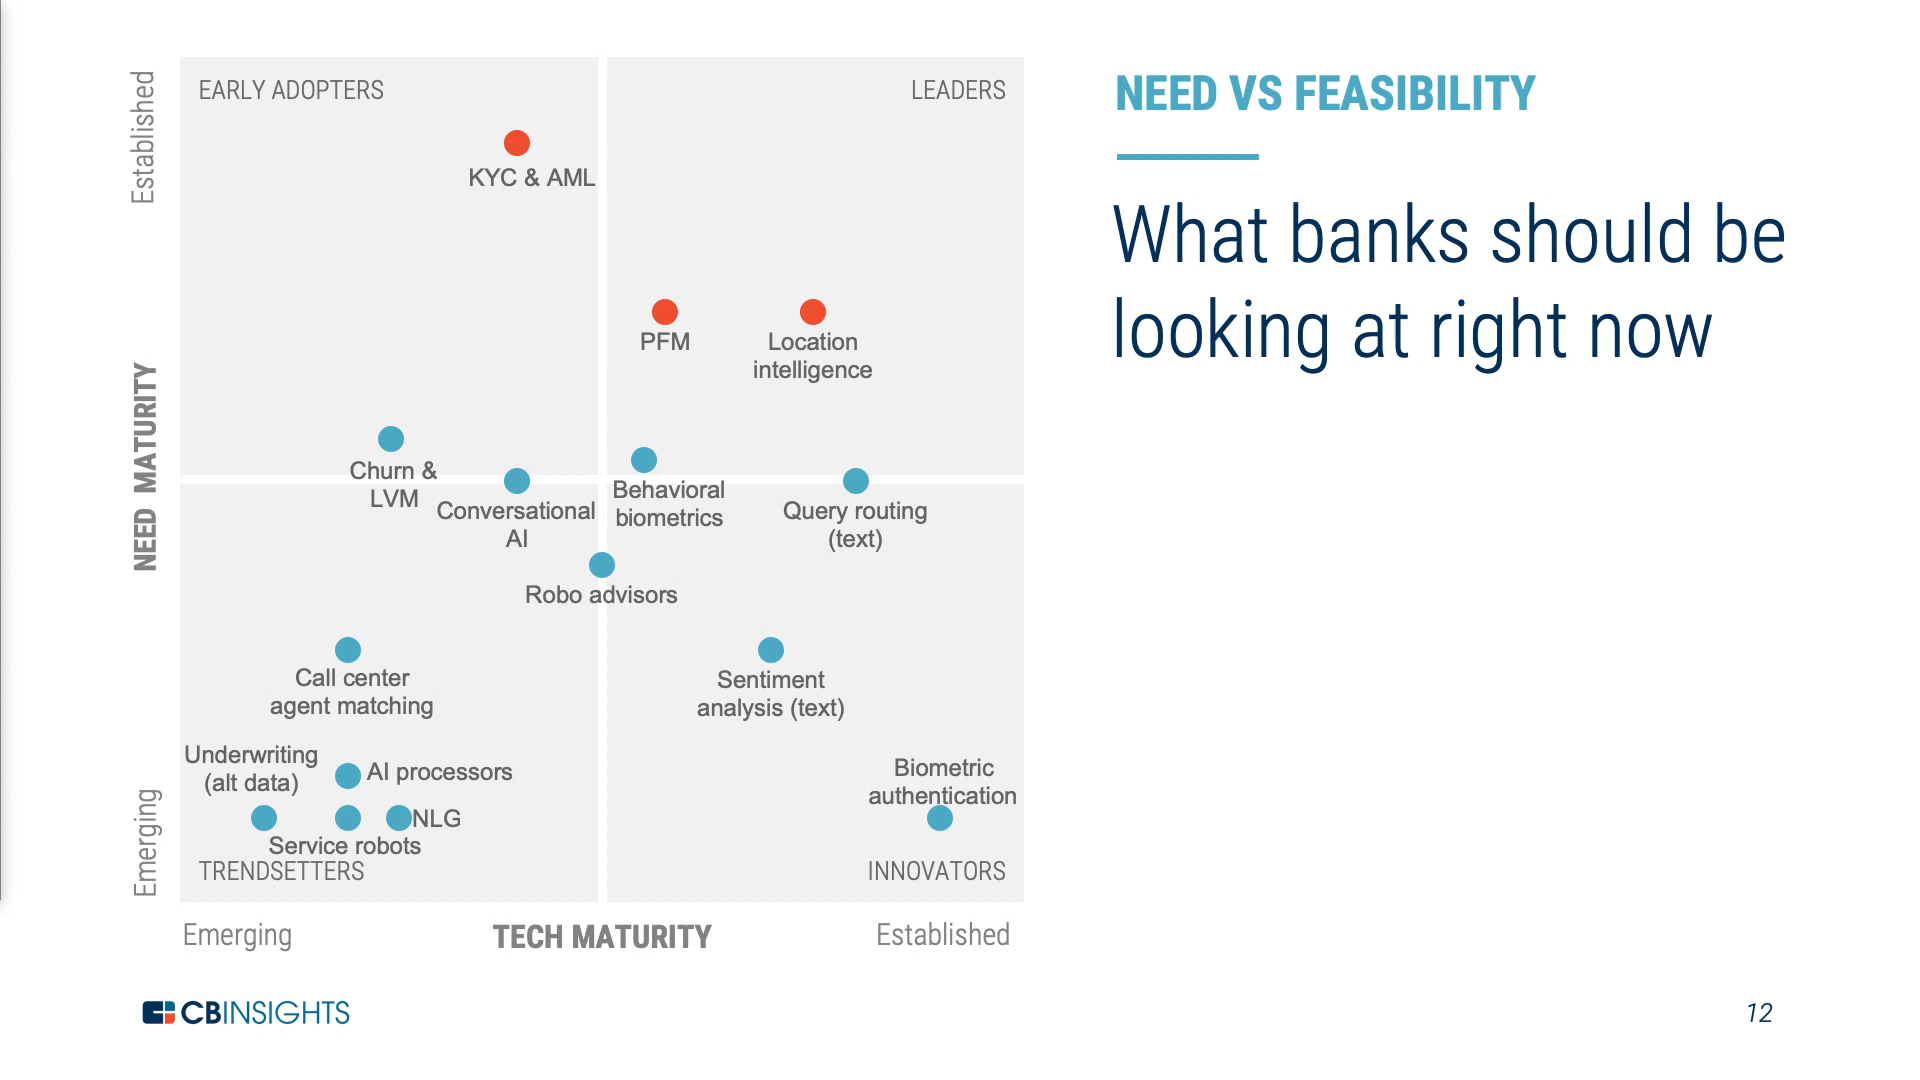 EARLY ADOPTERS
LEADERS
Established
KYC & AML
PFM
Location
intelligence
NEED MATURITY
Churn &
LVM
Conversational
AI
Behavioral
biometrics
Query routing
(text)
Robo advisors
Call center
agent matching
Sentiment
analysis (text)
Underwriting
(alt data)
AI processors
NLG
Service robots
Biometric
authentication
Emerging
TRENDSETTERS
INNOVATORS
Emerging
TECH MATURITY
Established
NEED VS FEASIBILITY
What banks should be
looking at right now
CBINSIGHTS
12